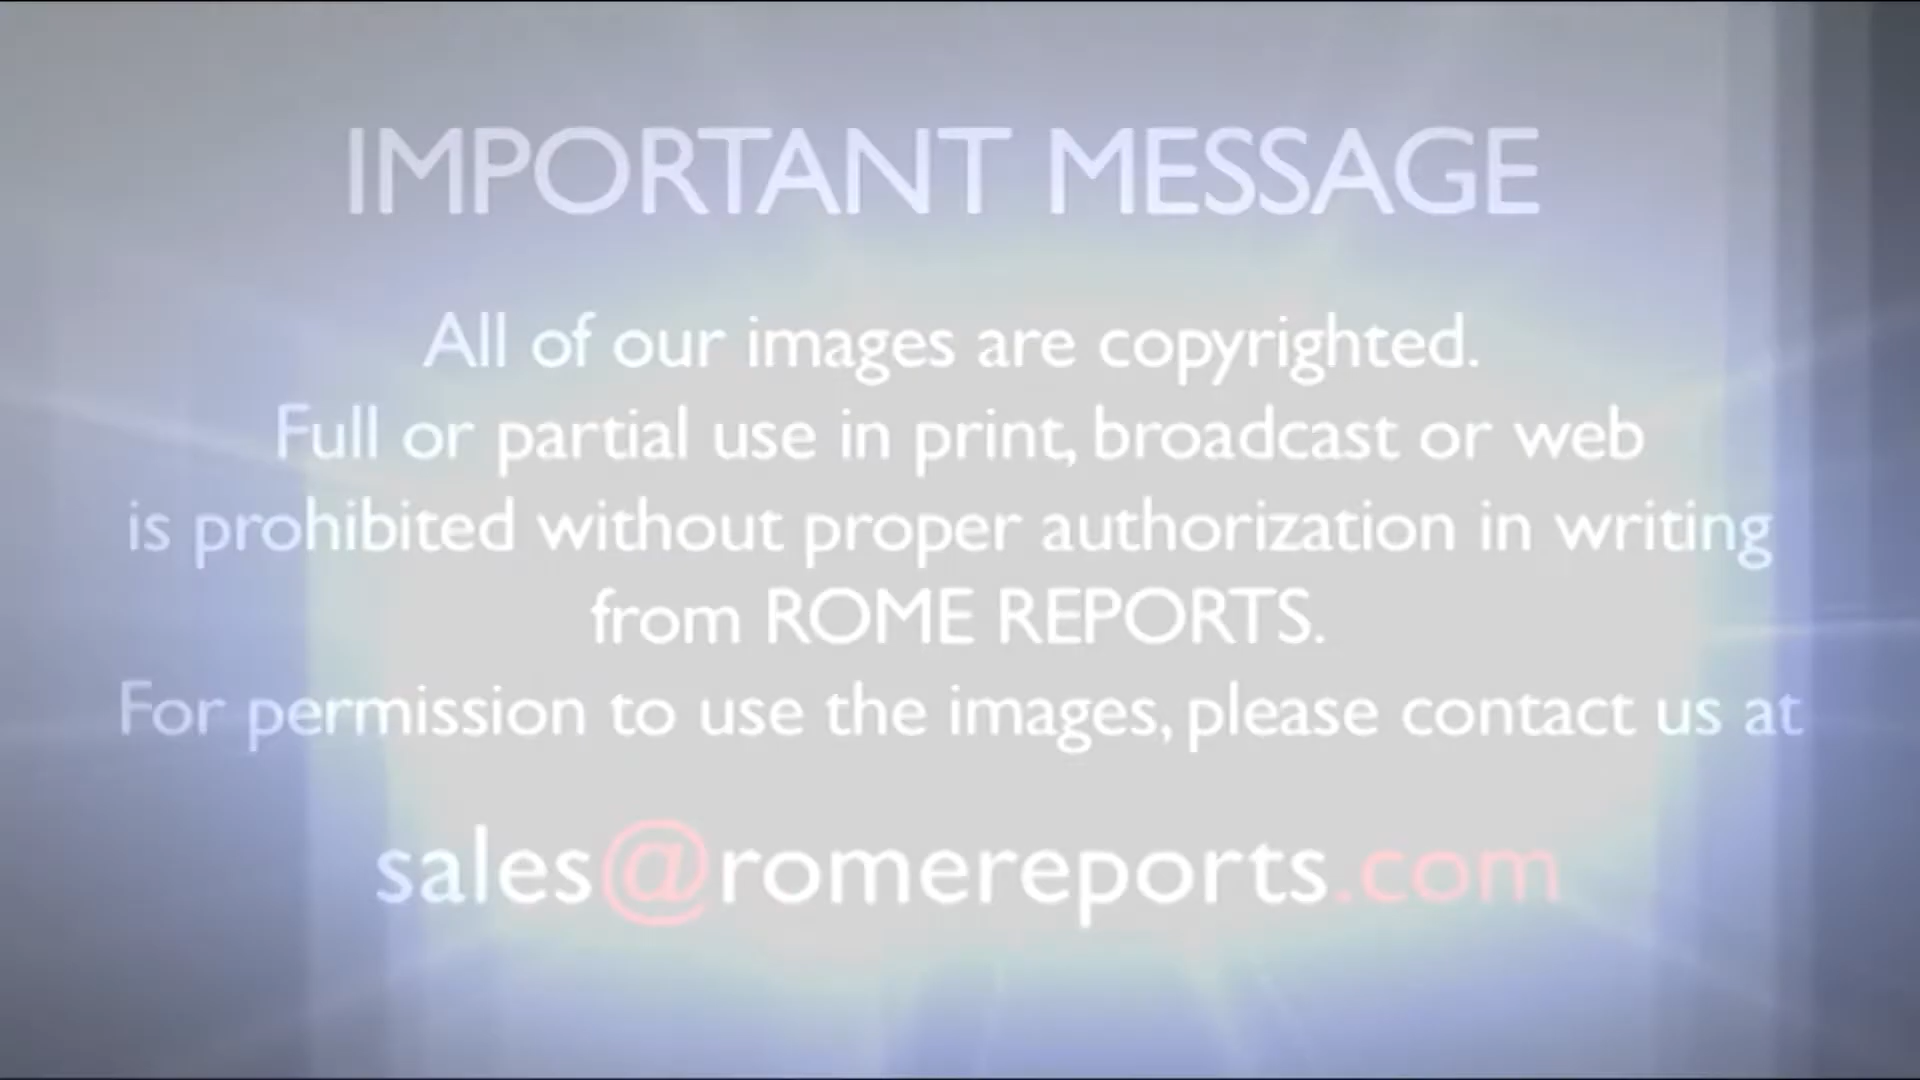 IMPORTANT MESSAGE
All of our images are copyrighted.
Full or partial use in print, broadcast or web
is prohibited without proper authorization in writing
from ROME REPORTS.
For permission to use the images, please contact us at
sales@romereports.com